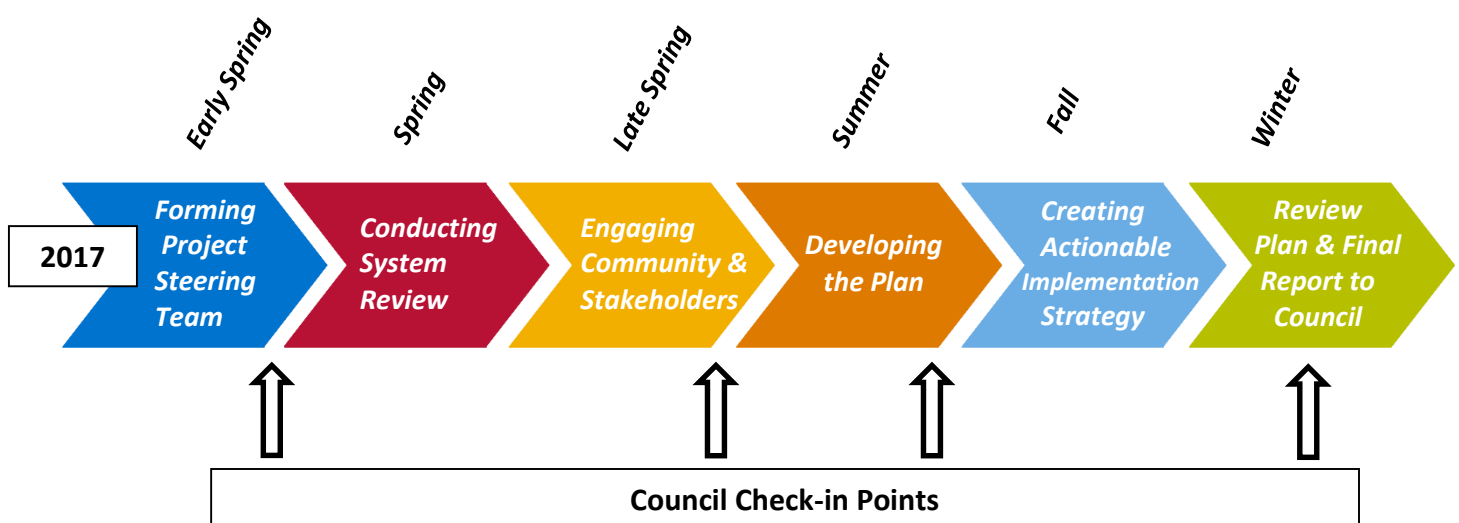 Early Spring
Spring
Late Spring
Summer
Fall
Winter
2017
Forming
Project
Steering
Team
Conducting
System
Review
Engaging
Community &
Stakeholders
Developing
the Plan
Creating
Actionable
Implementation
Strategy
Review
Plan & Final
Report to
Council
Council Check-in Points